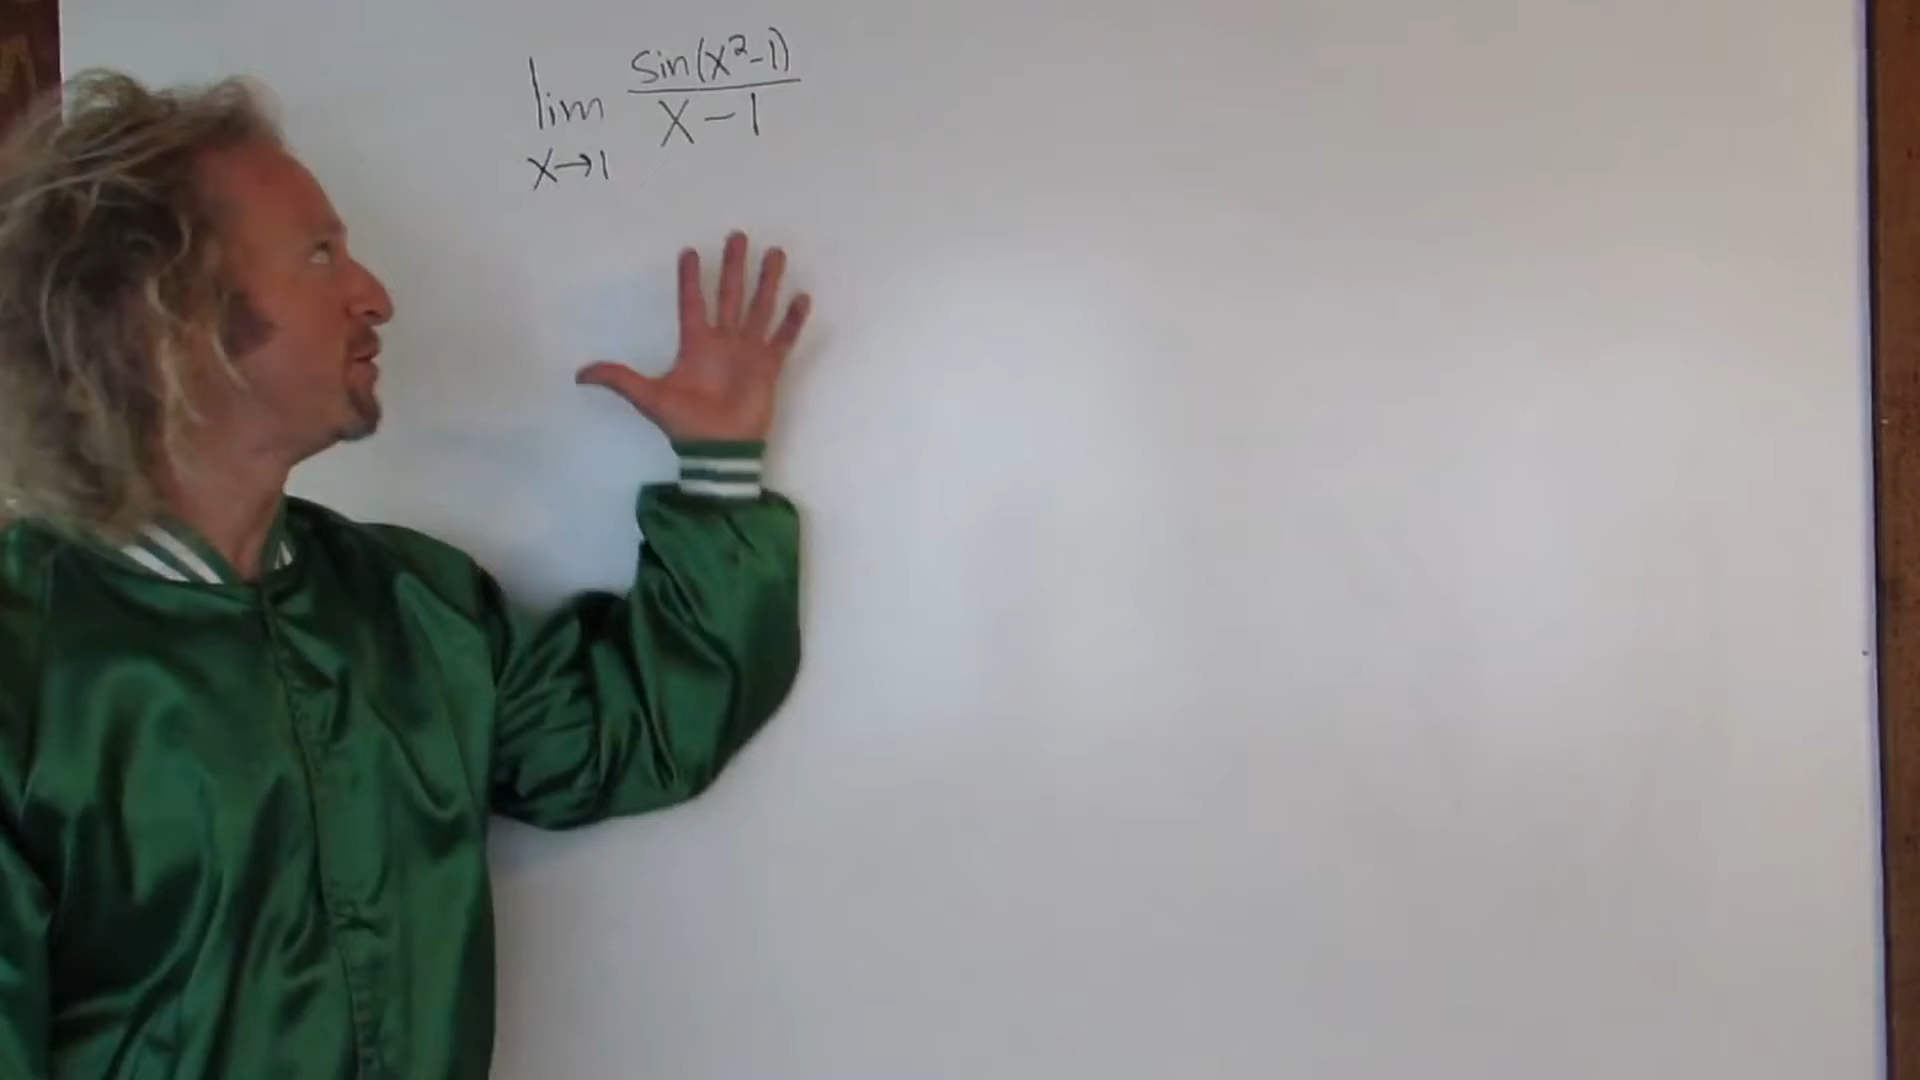 lim sin(x²-1)
x-1
x→1